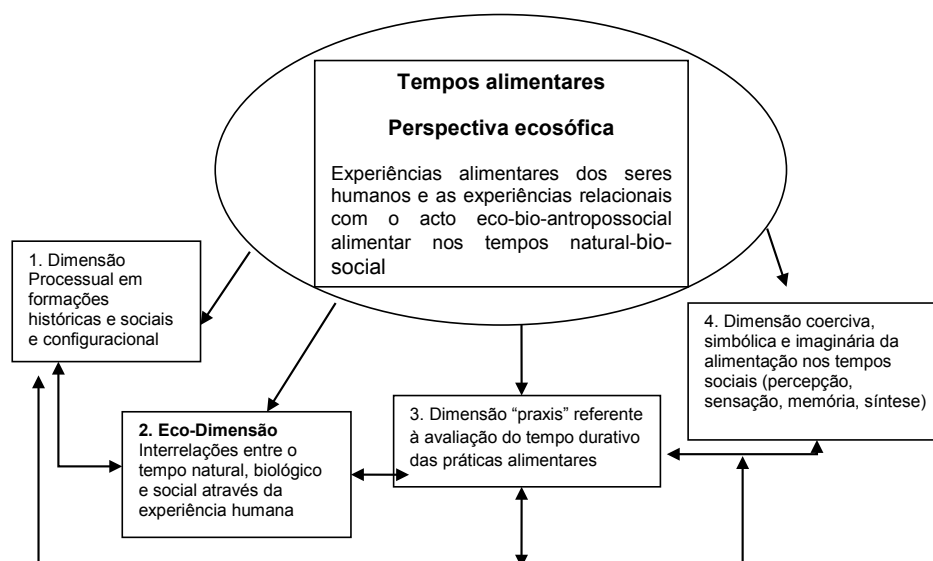 Tempos alimentares
Perspectiva ecosófica
Experiências alimentares dos seres
humanos e as experiências relacionais
com o acto eco-bio-antropossocial
alimentar nos tempos natural-bio-
social
1. Dimensão
Processual em
formações
históricas e sociais
e configuracional
2. Eco-Dimensão
Interrelações entre o
tempo natural, biológico
e social através da
experiência humana
3. Dimensão “praxis” referente
à avaliação do tempo durativo
das práticas alimentares
4. Dimensão coerciva,
simbólica e imaginária da
alimentação nos tempos
sociais (percepção,
sensação, memória, síntese)